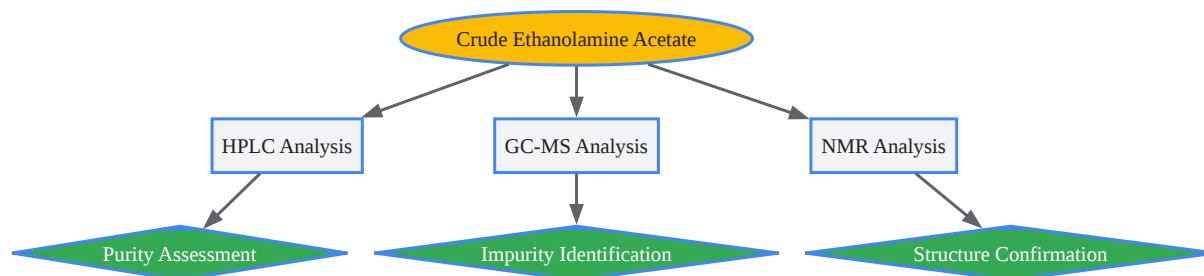 Crude Ethanolamine Acetate
HPLC Analysis
GC-MS Analysis
NMR Analysis
Purity Assessment
Impurity Identification
Structure Confirmation